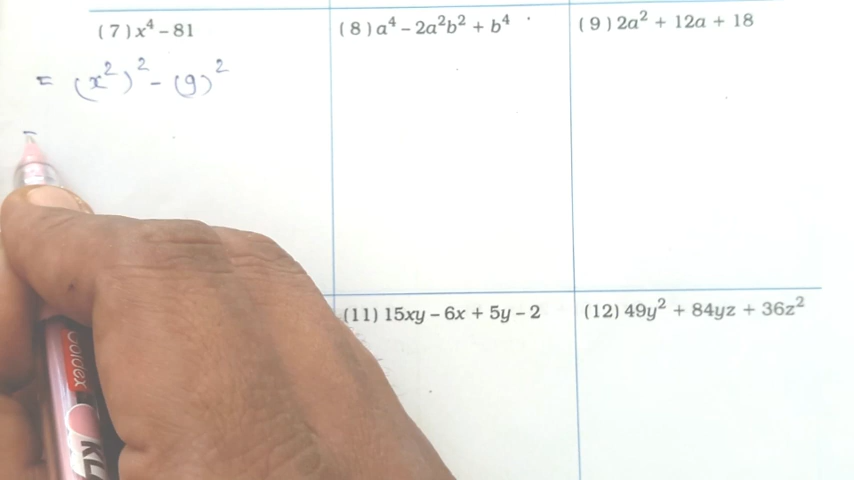 (7) x⁴ – 81
= (x²)² – (9)²
(8) a⁴ – 2a²b² + b⁴
(9) 2a² + 12a + 18
(11) 15xy – 6x + 5y – 2
(12) 49y² + 84yz + 36z²